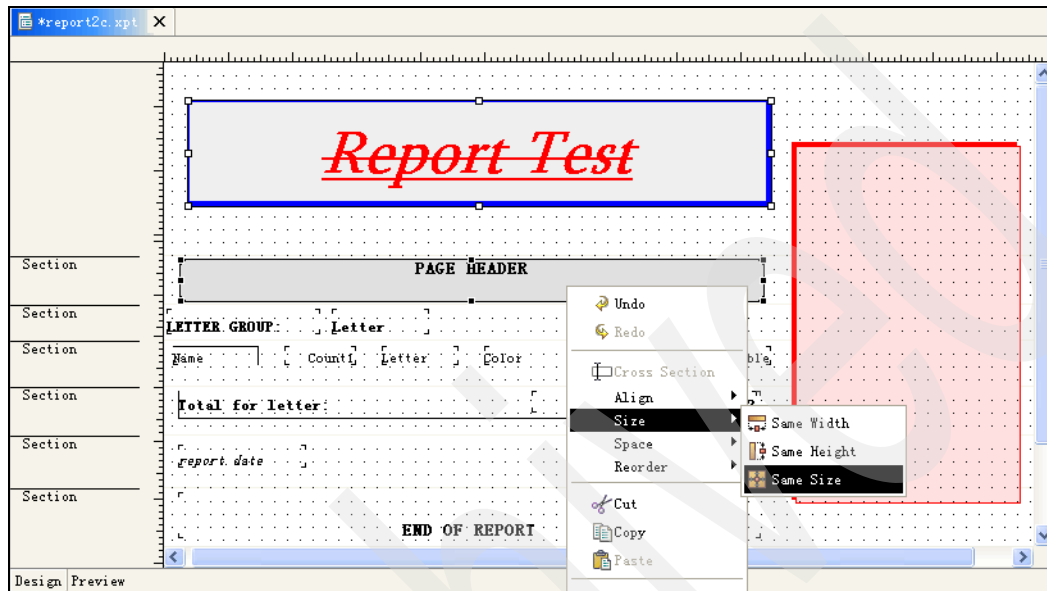 *report2c.xpt
Report Test
Section
PAGE HEADER
Section
LETTER GROUP: Letter
Section
Name Count1 Letter Color
Section
Total for letter:
Section
report date
Section
END OF REPORT
Undo
Redo
Cross Section
Align
Size
Space
Reorder
Cut
Copy
Paste
Same Width
Same Height
Same Size
Design Preview